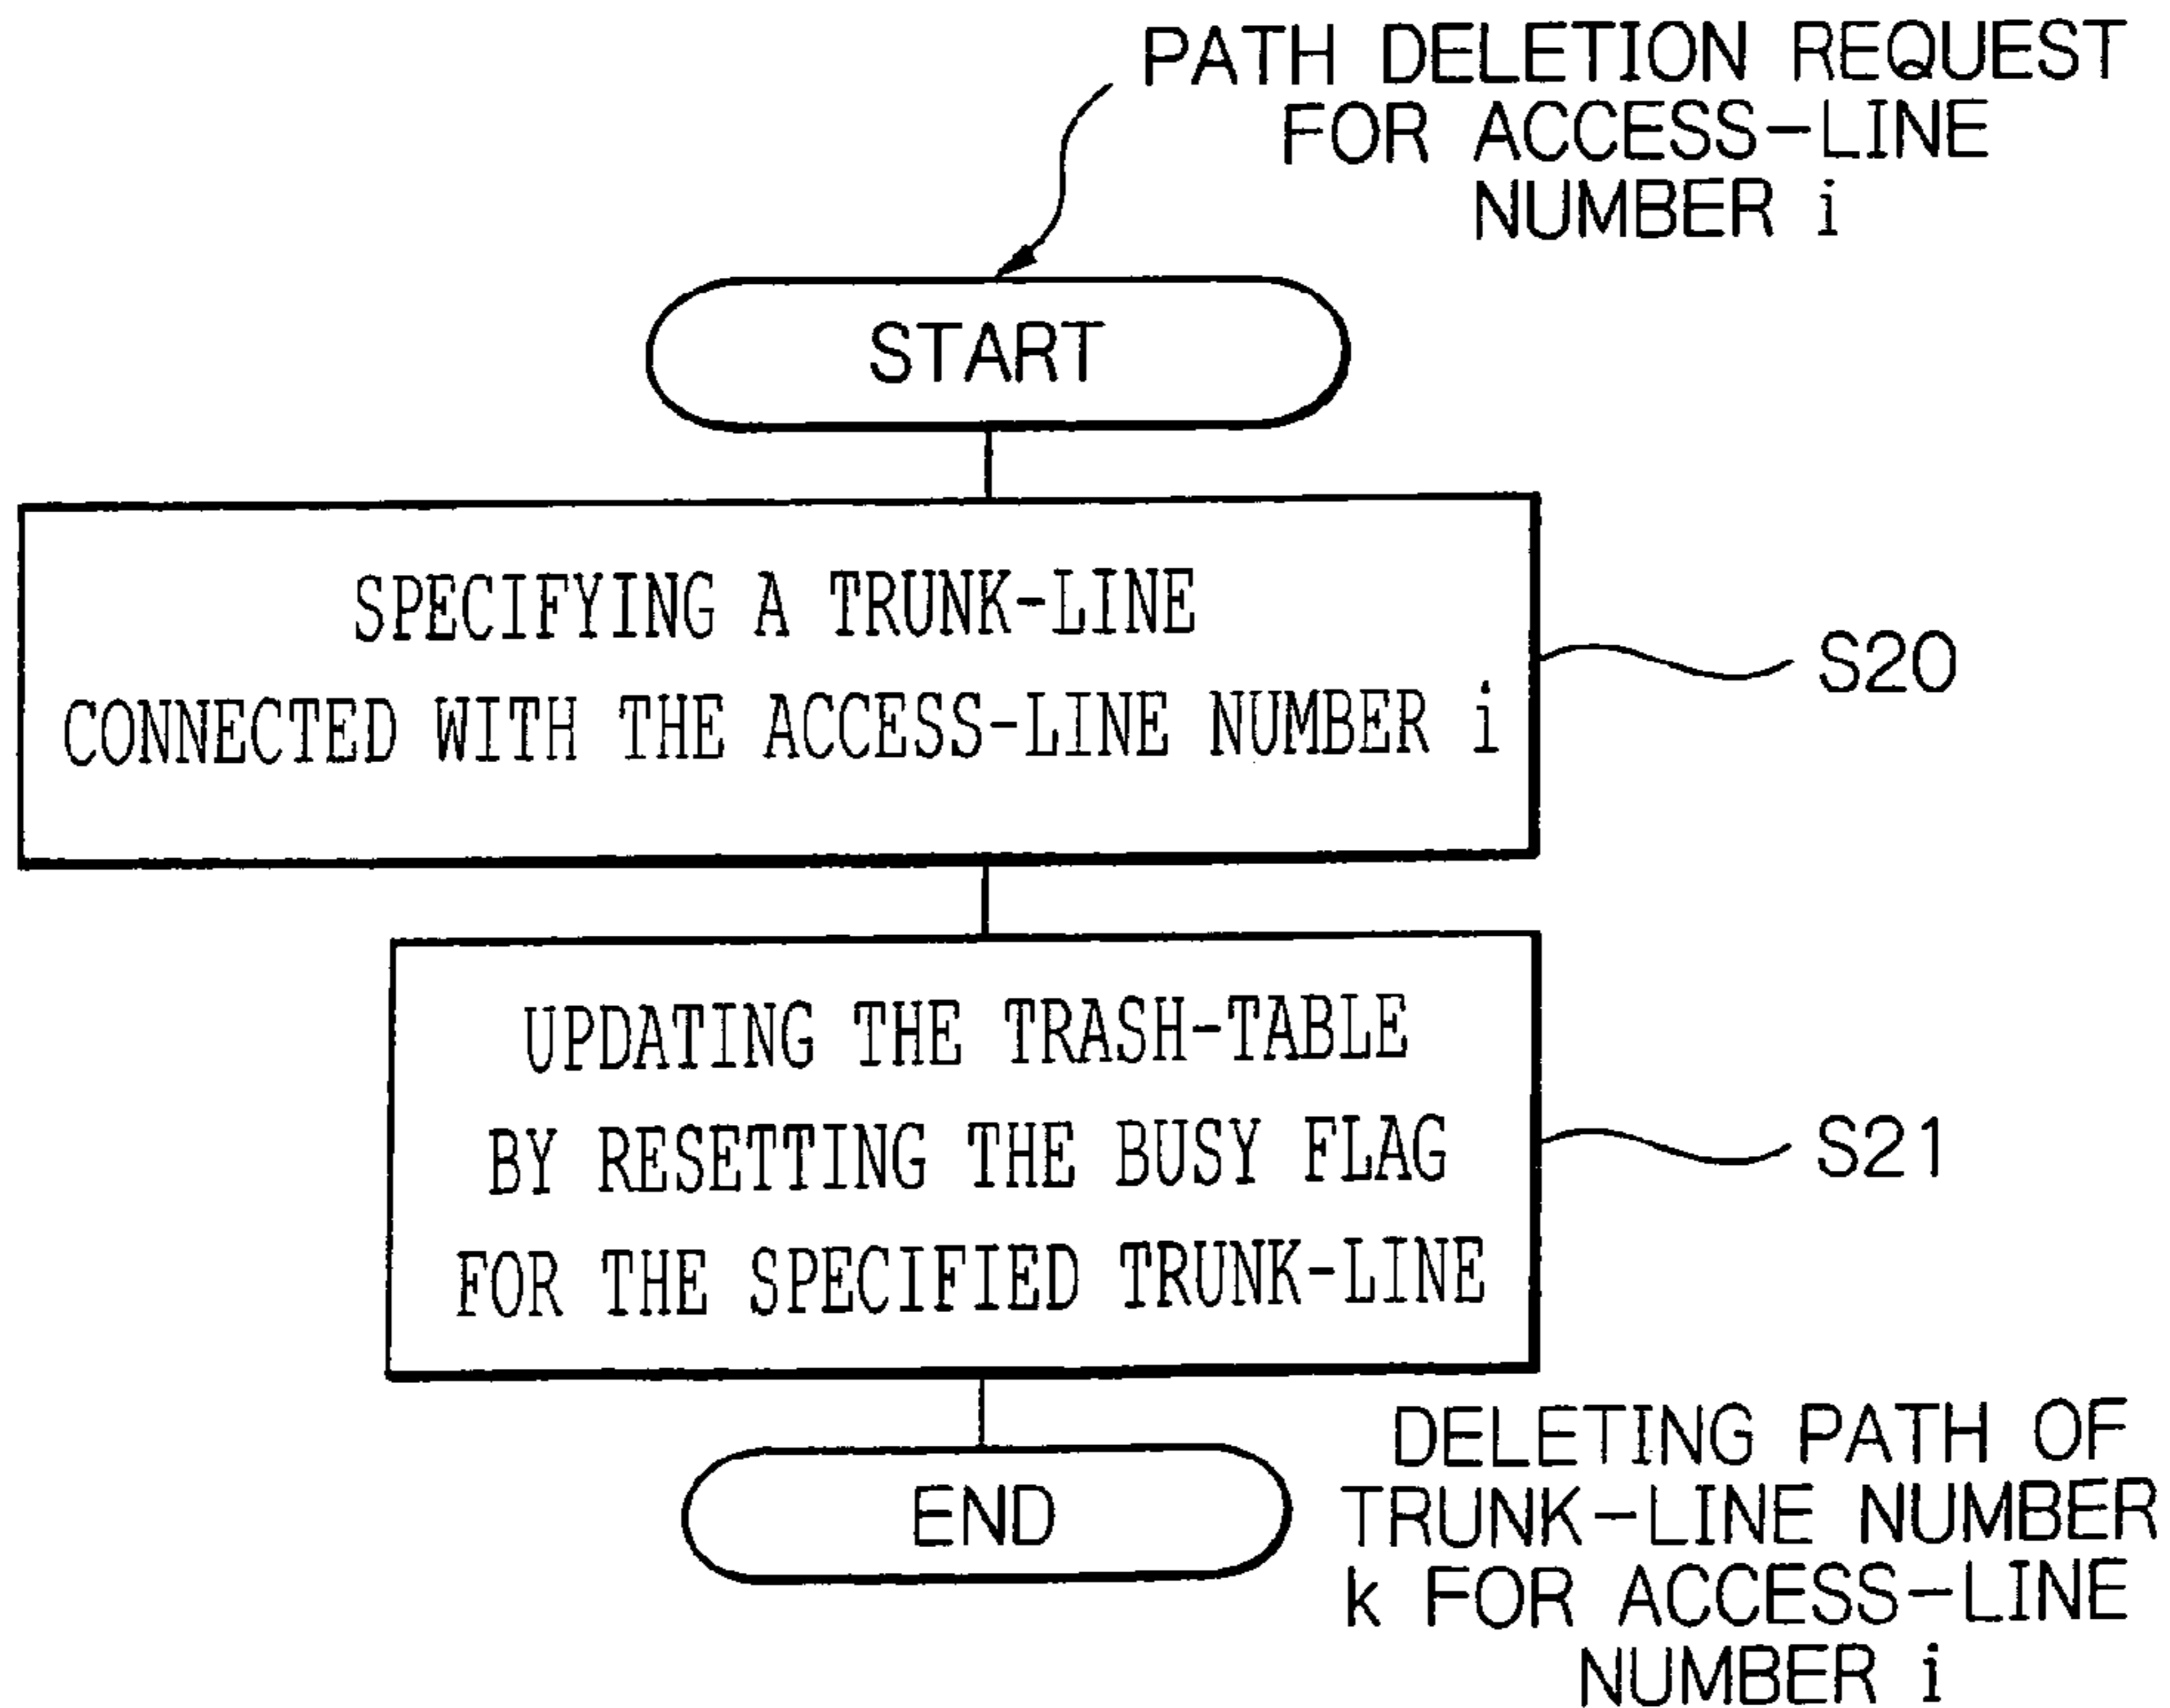 PATH DELETION REQUEST
FOR ACCESS-LINE
NUMBER i
START
SPECIFYING A TRUNK-LINE
CONNECTED WITH THE ACCESS-LINE NUMBER i
S20
UPDATING THE TRASH-TABLE
BY RESETTING THE BUSY FLAG
FOR THE SPECIFIED TRUNK-LINE
S21
END
DELETING PATH OF
TRUNK-LINE NUMBER
k FOR ACCESS-LINE
NUMBER i